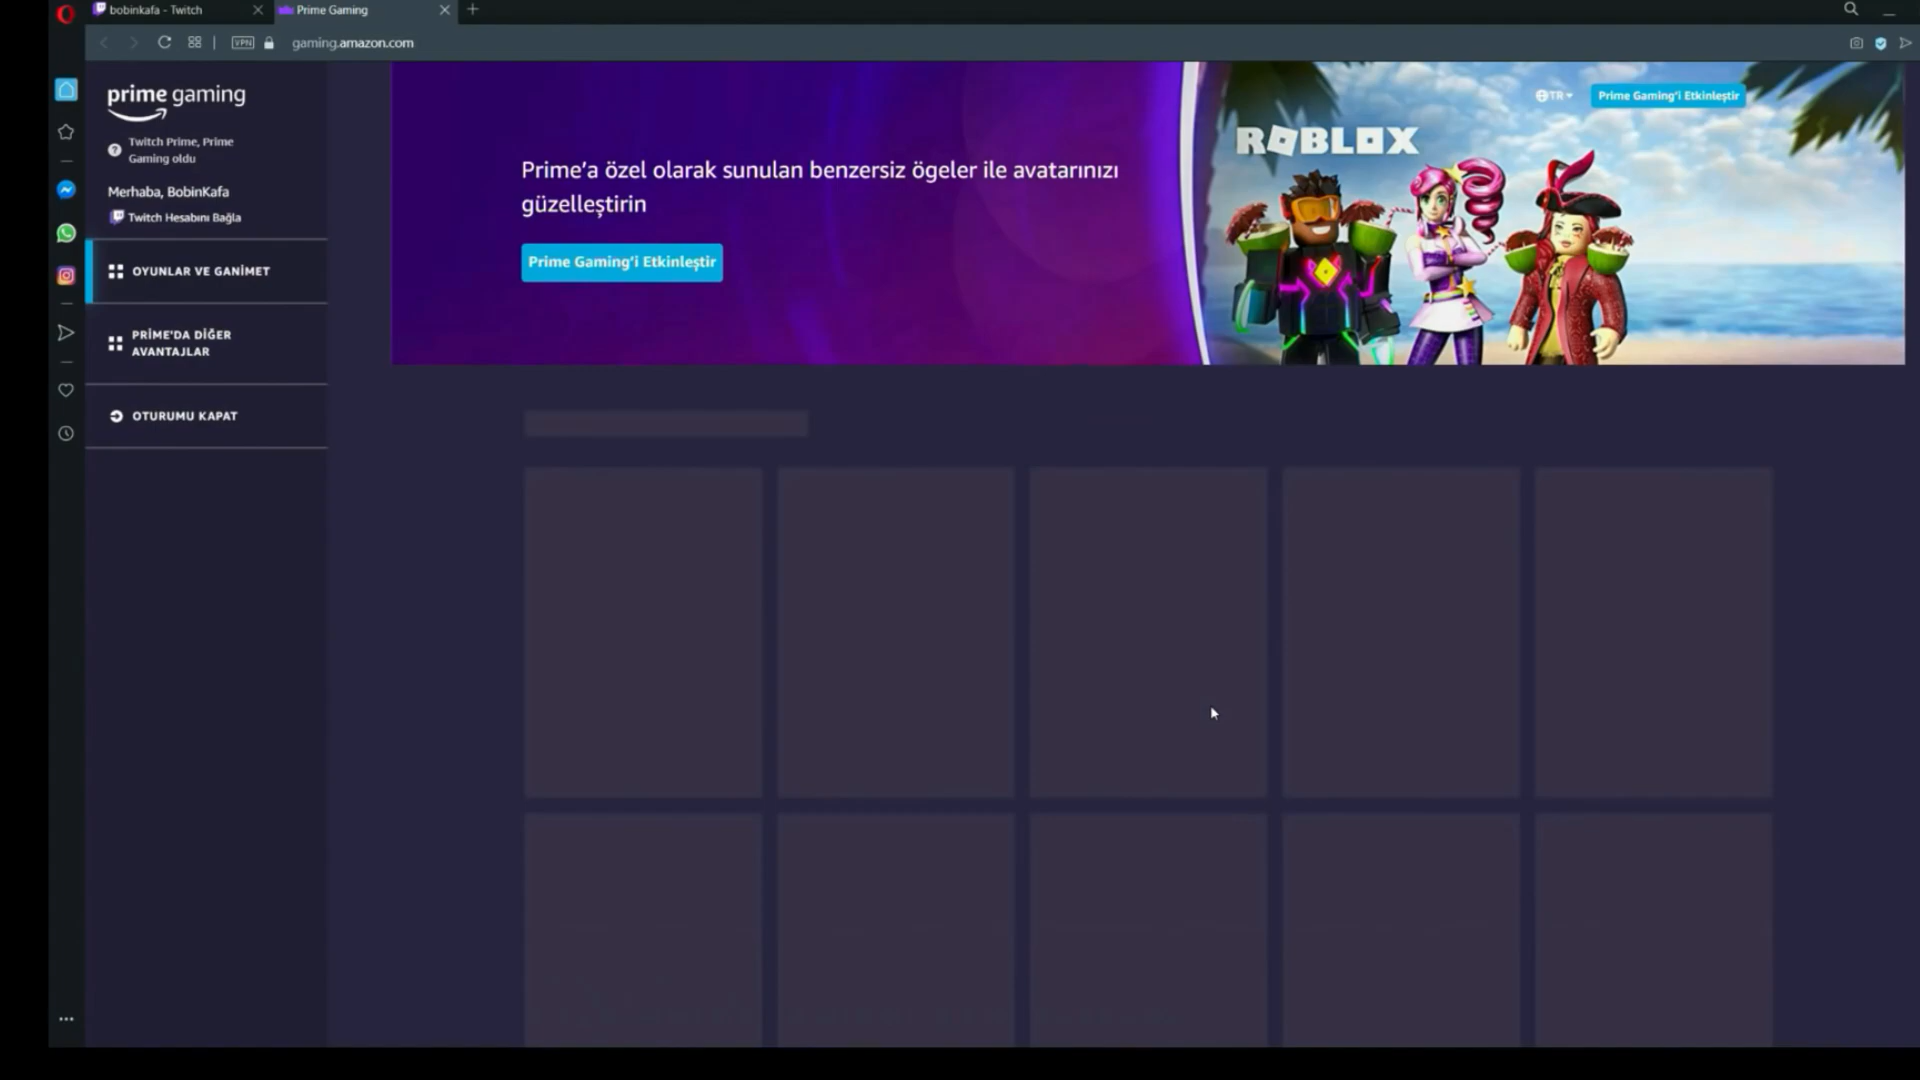 bobinkafa - Twitch
Prime Gaming
VPN
gaming.amazon.com
prime gaming
Twitch Prime, Prime
Gaming oldu
Merhaba, BobinKafa
Twitch Hesabını Bağla
OYUNLAR VE GANİMET
PRİME'DA DİĞER
AVANTAJLAR
OTURUMU KAPAT
TR
Prime Gaming'i Etkinleştir
ROBLOX
Prime'a özel olarak sunulan benzersiz ögeler ile avatarınızı
güzelleştirin
Prime Gaming'i Etkinleştir